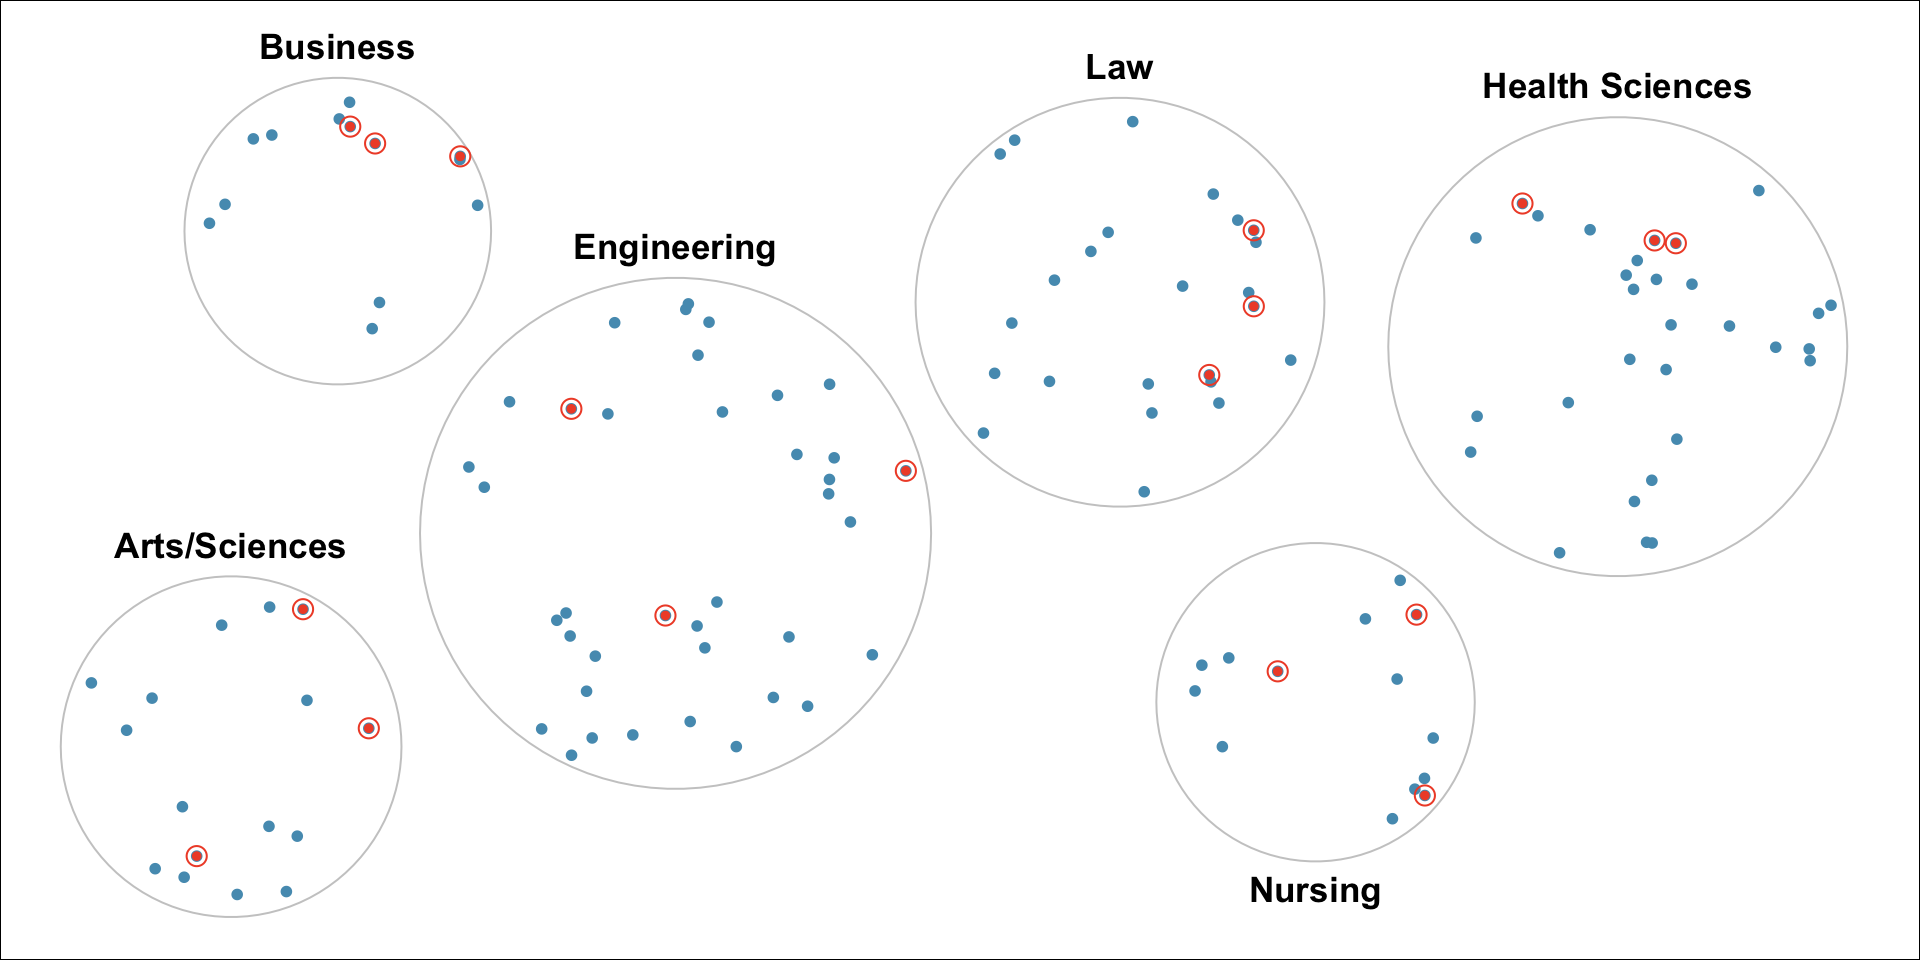 Business
Law
Health Sciences
Engineering
Arts/Sciences
Nursing